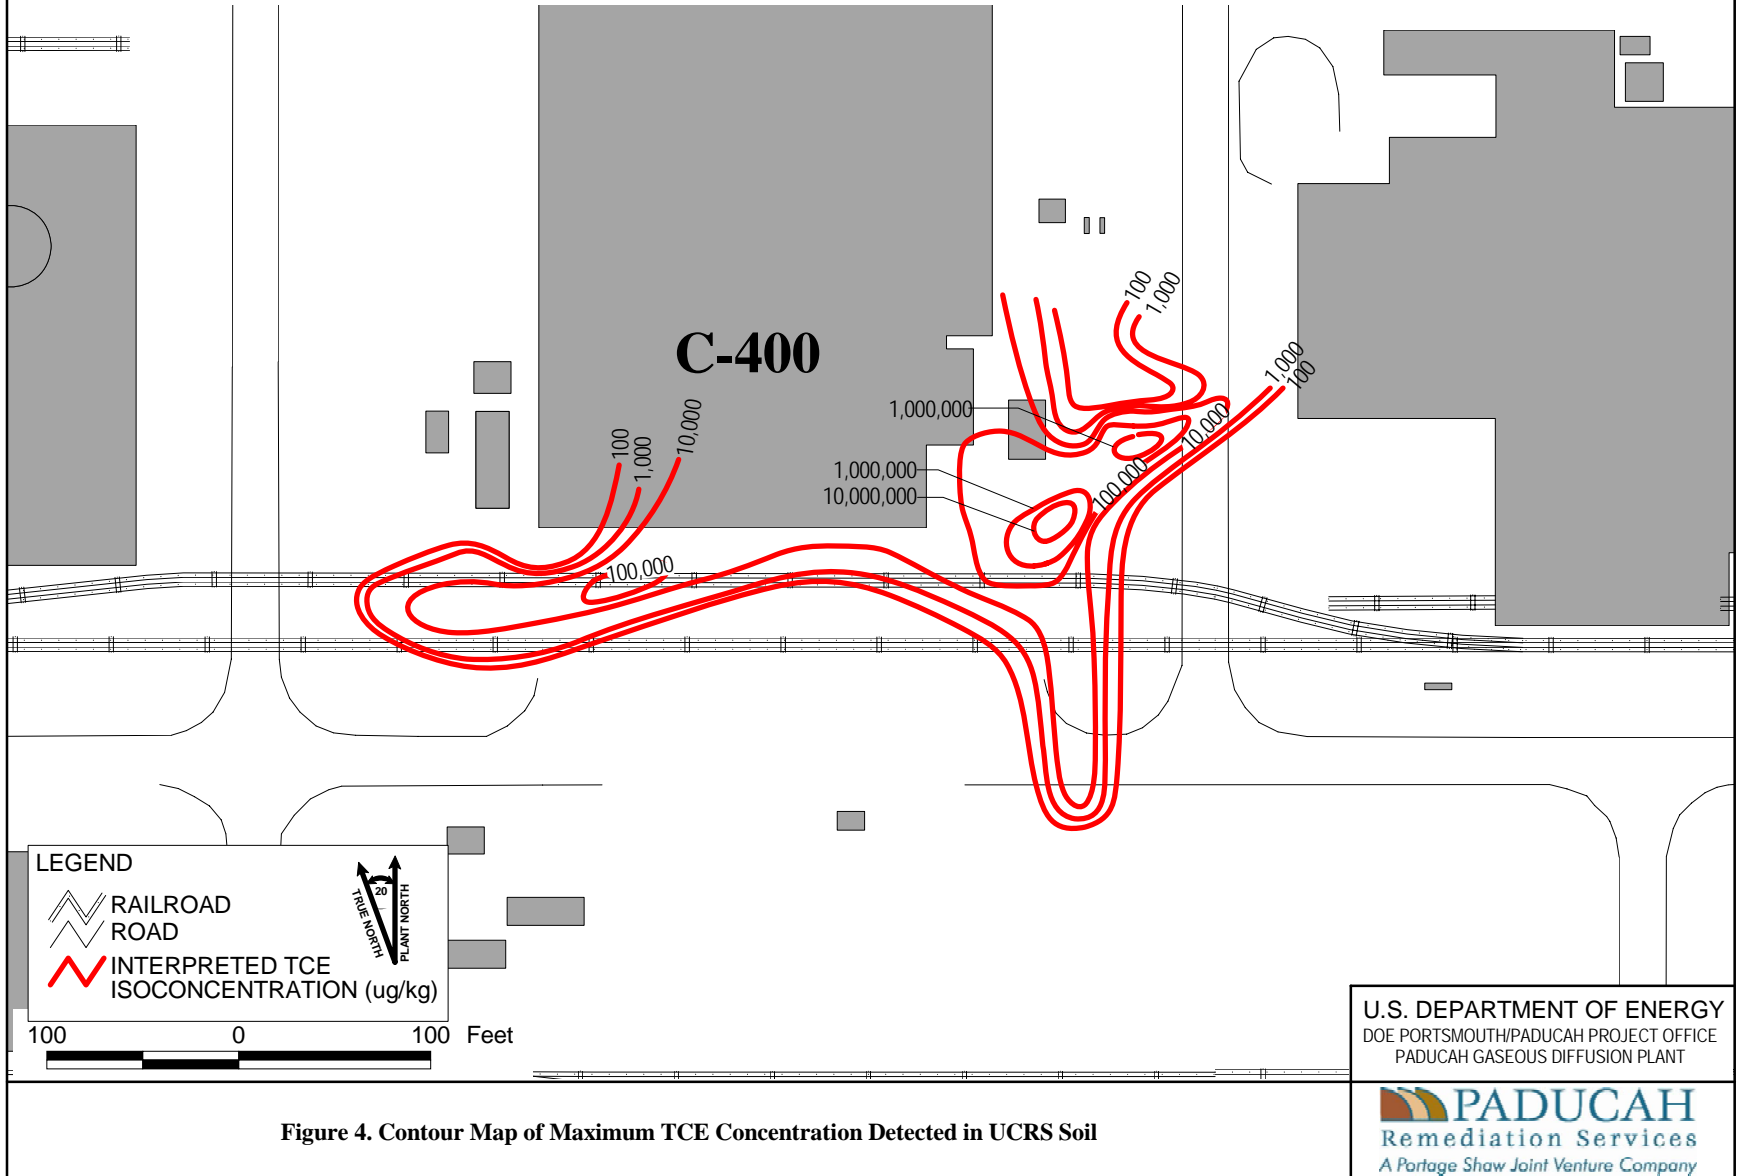 100
1,000
C-400
1,000
100
1,000,000
10,000
100
1,000
10,000
1,000,000
10,000,000
100,000
100,000
LEGEND
RAILROAD
ROAD
INTERPRETED TCE
ISOCONCENTRATION (ug/kg)
20
TRUE NORTH
PLANT NORTH
100 0 100 Feet
U.S. DEPARTMENT OF ENERGY
DOE PORTSMOUTH/PADUCAH PROJECT OFFICE
PADUCAH GASEOUS DIFFUSION PLANT
Figure 4. Contour Map of Maximum TCE Concentration Detected in UCRS Soil
PADUCAH
Remediation Services
A Portage Shaw Joint Venture Company